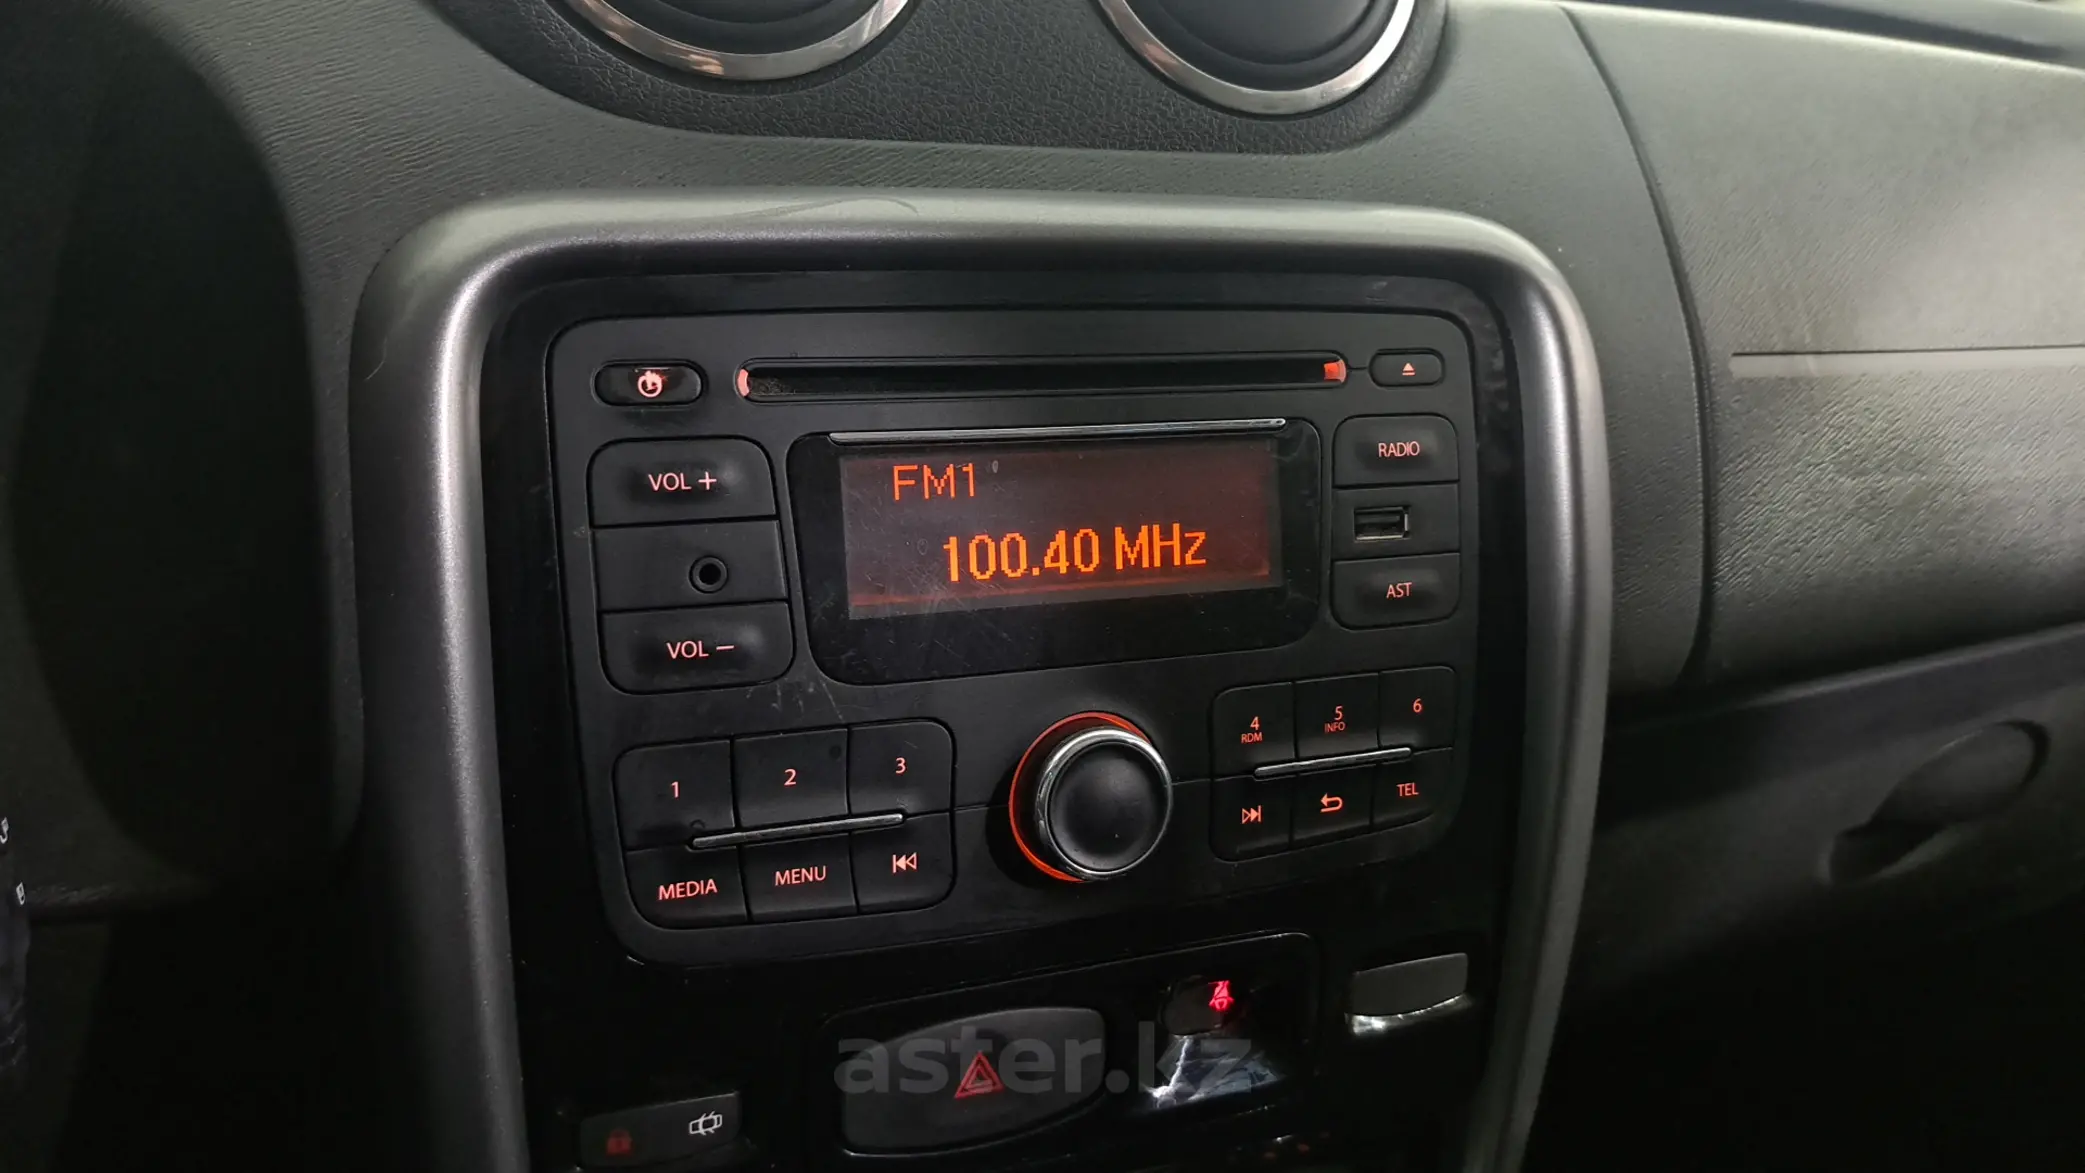 VOL +
VOL −
FM1
100.40 MHz
RADIO
AST
1
2
3
MEDIA
MENU
4
RDM
5
INFO
6
TEL
aster.kz